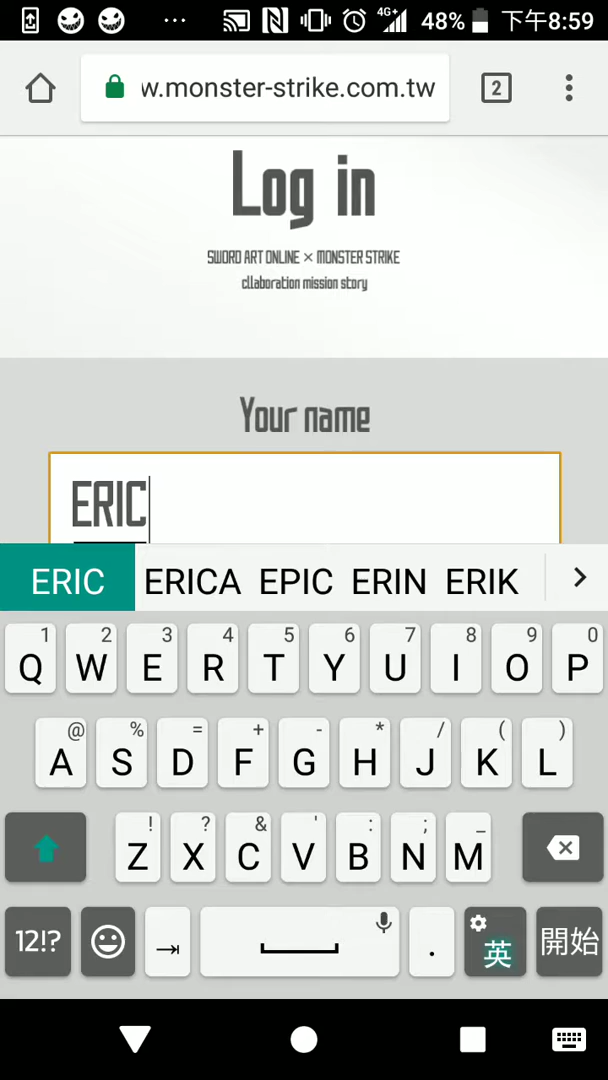 4G+ 48% 下午8:59
w.monster-strike.com.tw 2
Log in
SWORD ART ONLINE × MONSTER STRIKE
cllaboration mission story
Your name
ERIC
ERIC ERICA EPIC ERIN ERIK >
1 2 3 4 5 6 7 8 9 0
Q W E R T Y U I O P
@ % = + - * / ( )
A S D F G H J K L
! ? & ' : ; _
Z X C V B N M
12!? . 英 開始